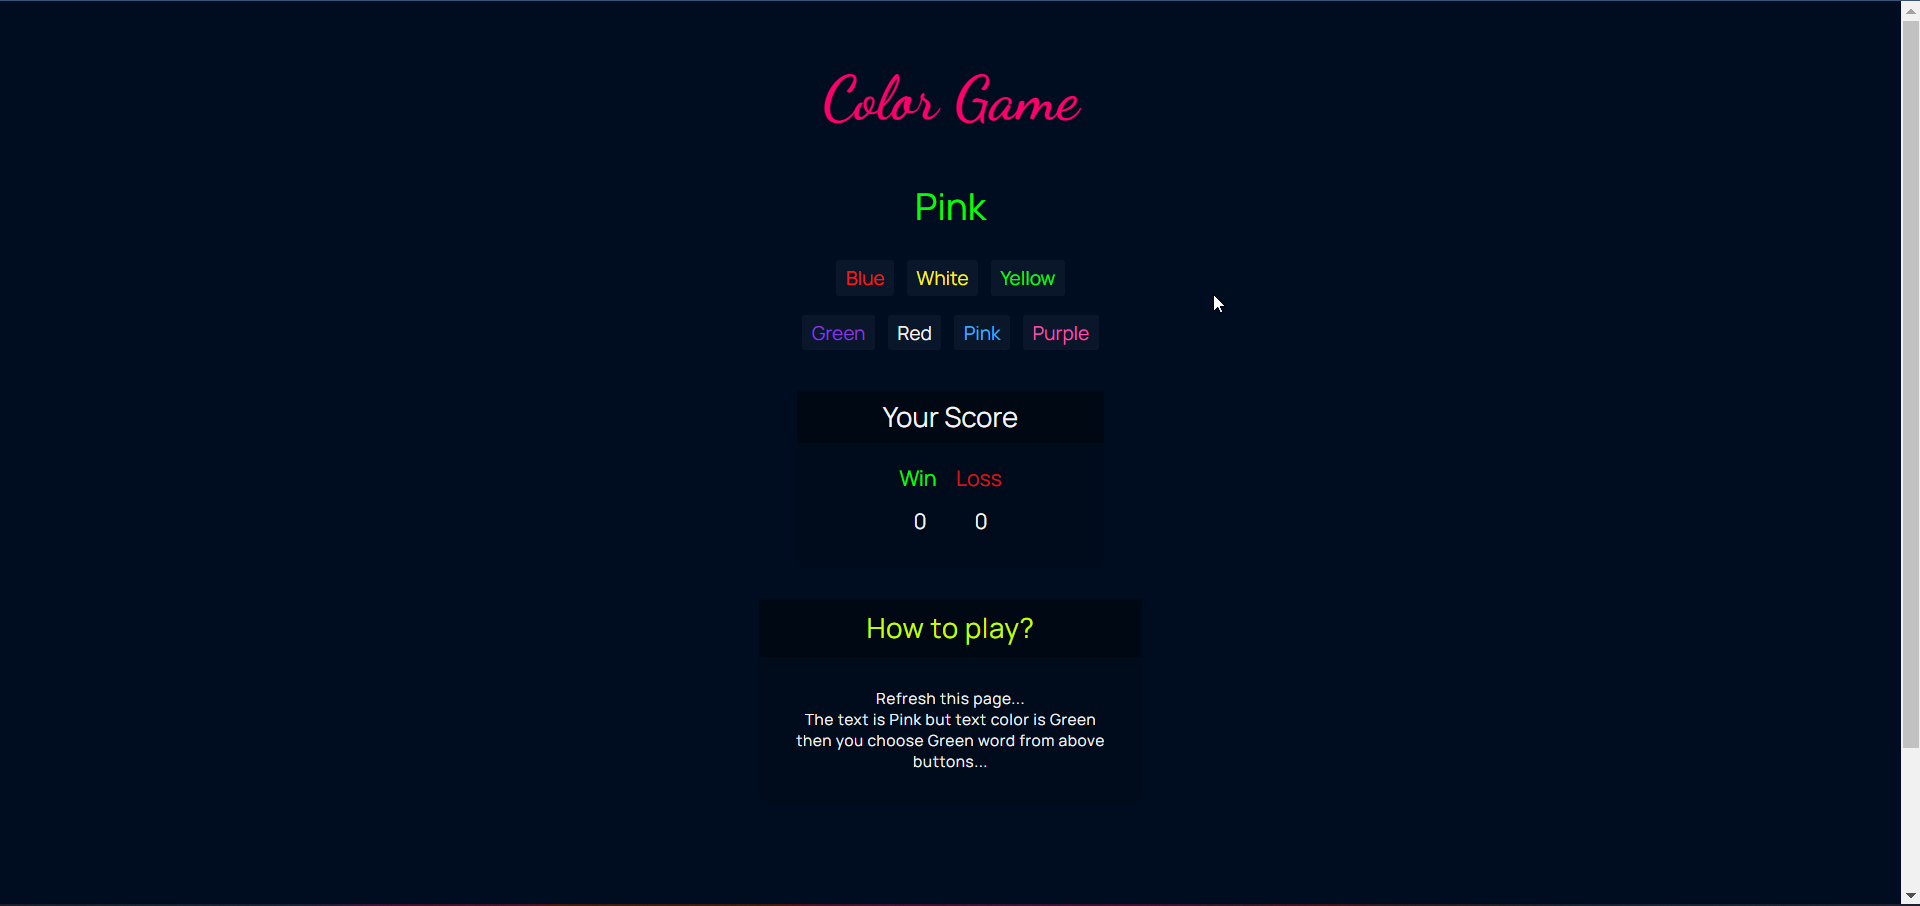 Color Game
Pink
Blue White Yellow
Green Red Pink Purple
Your Score
Win Loss
0 0
How to play?
Refresh this page...
The text is Pink but text color is Green
then you choose Green word from above
buttons...